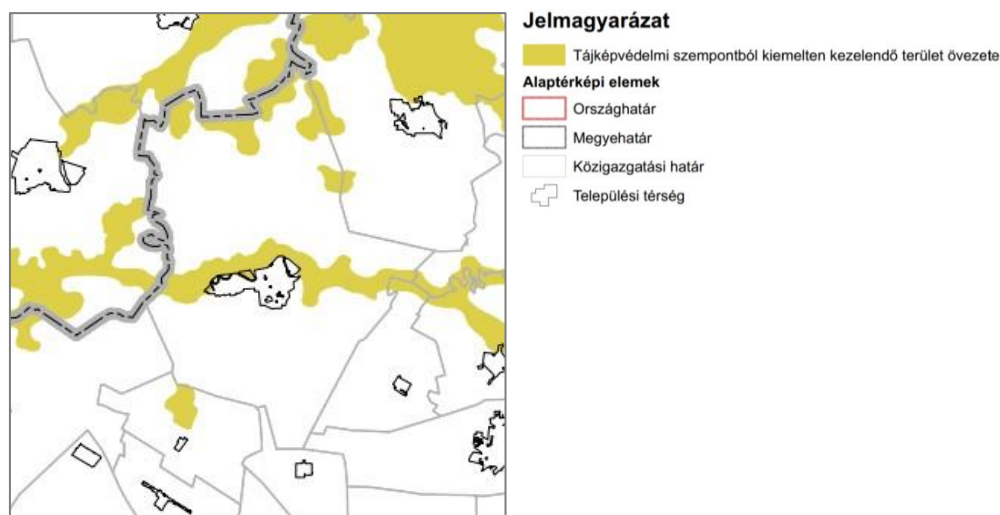 Jelmagyarázat
Tájképvédelmi szempontból kiemelten kezelendő terület övezete
Alaptérképi elemek
Országhatár
Megyehatár
Közigazgatási határ
Települési térség